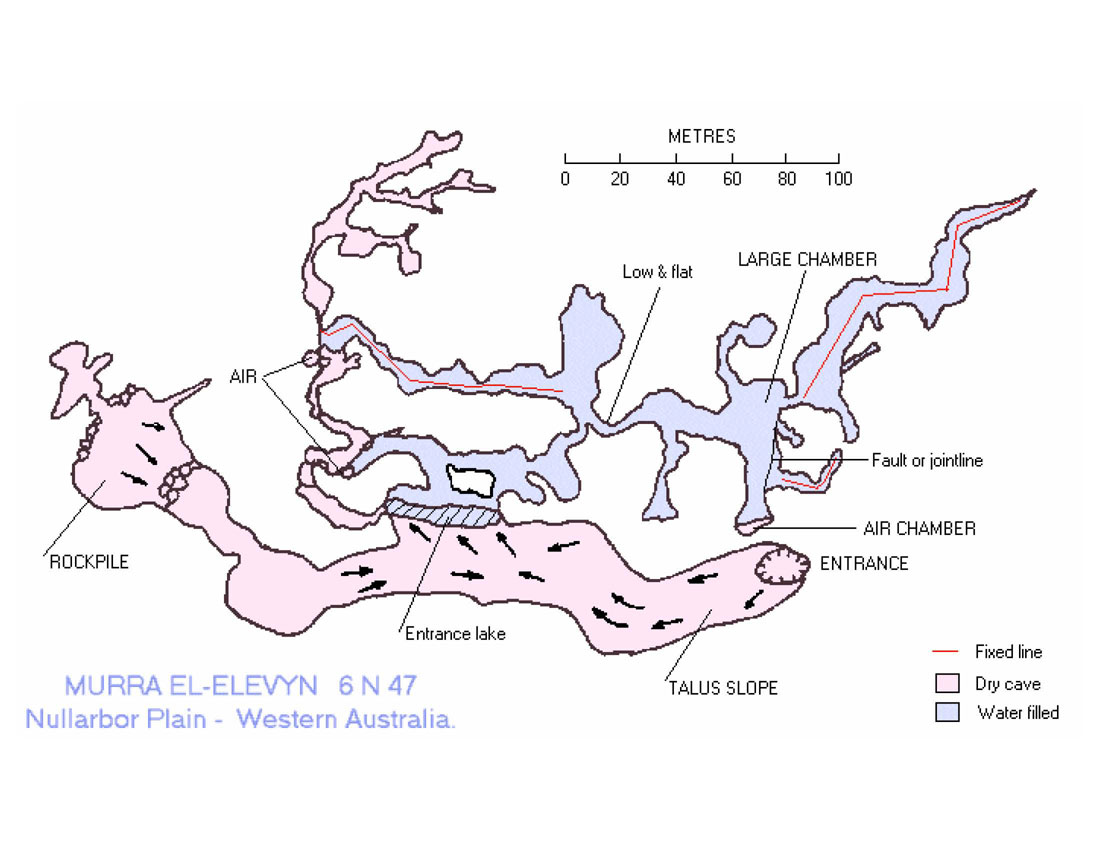 METRES
0 20 40 60 80 100
LARGE CHAMBER
Low & flat
AIR
Fault or jointline
AIR CHAMBER
ROCKPILE
ENTRANCE
Entrance lake
Fixed line
TALUS SLOPE
Dry cave
Water filled
MURRA EL-ELEVYN 6 N 47
Nullarbor Plain - Western Australia.